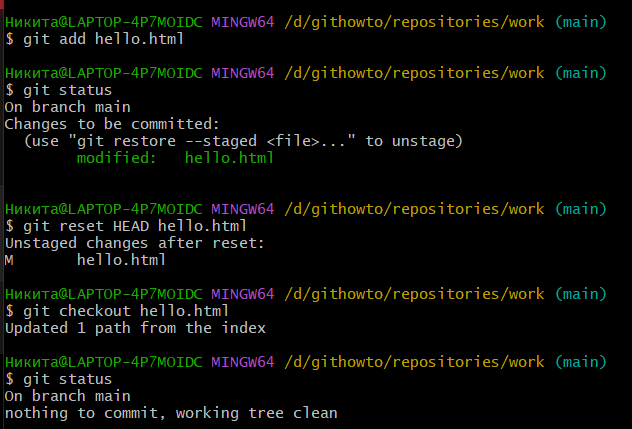 Никита@LAPTOP-4P7MOIDC MINGW64 /d/githowto/repositories/work (main)
$ git add hello.html
Никита@LAPTOP-4P7MOIDC MINGW64 /d/githowto/repositories/work (main)
$ git status
On branch main
Changes to be committed:
  (use "git restore --staged <file>..." to unstage)
        modified:   hello.html
Никита@LAPTOP-4P7MOIDC MINGW64 /d/githowto/repositories/work (main)
$ git reset HEAD hello.html
Unstaged changes after reset:
M       hello.html
Никита@LAPTOP-4P7MOIDC MINGW64 /d/githowto/repositories/work (main)
$ git checkout hello.html
Updated 1 path from the index
Никита@LAPTOP-4P7MOIDC MINGW64 /d/githowto/repositories/work (main)
$ git status
On branch main
nothing to commit, working tree clean